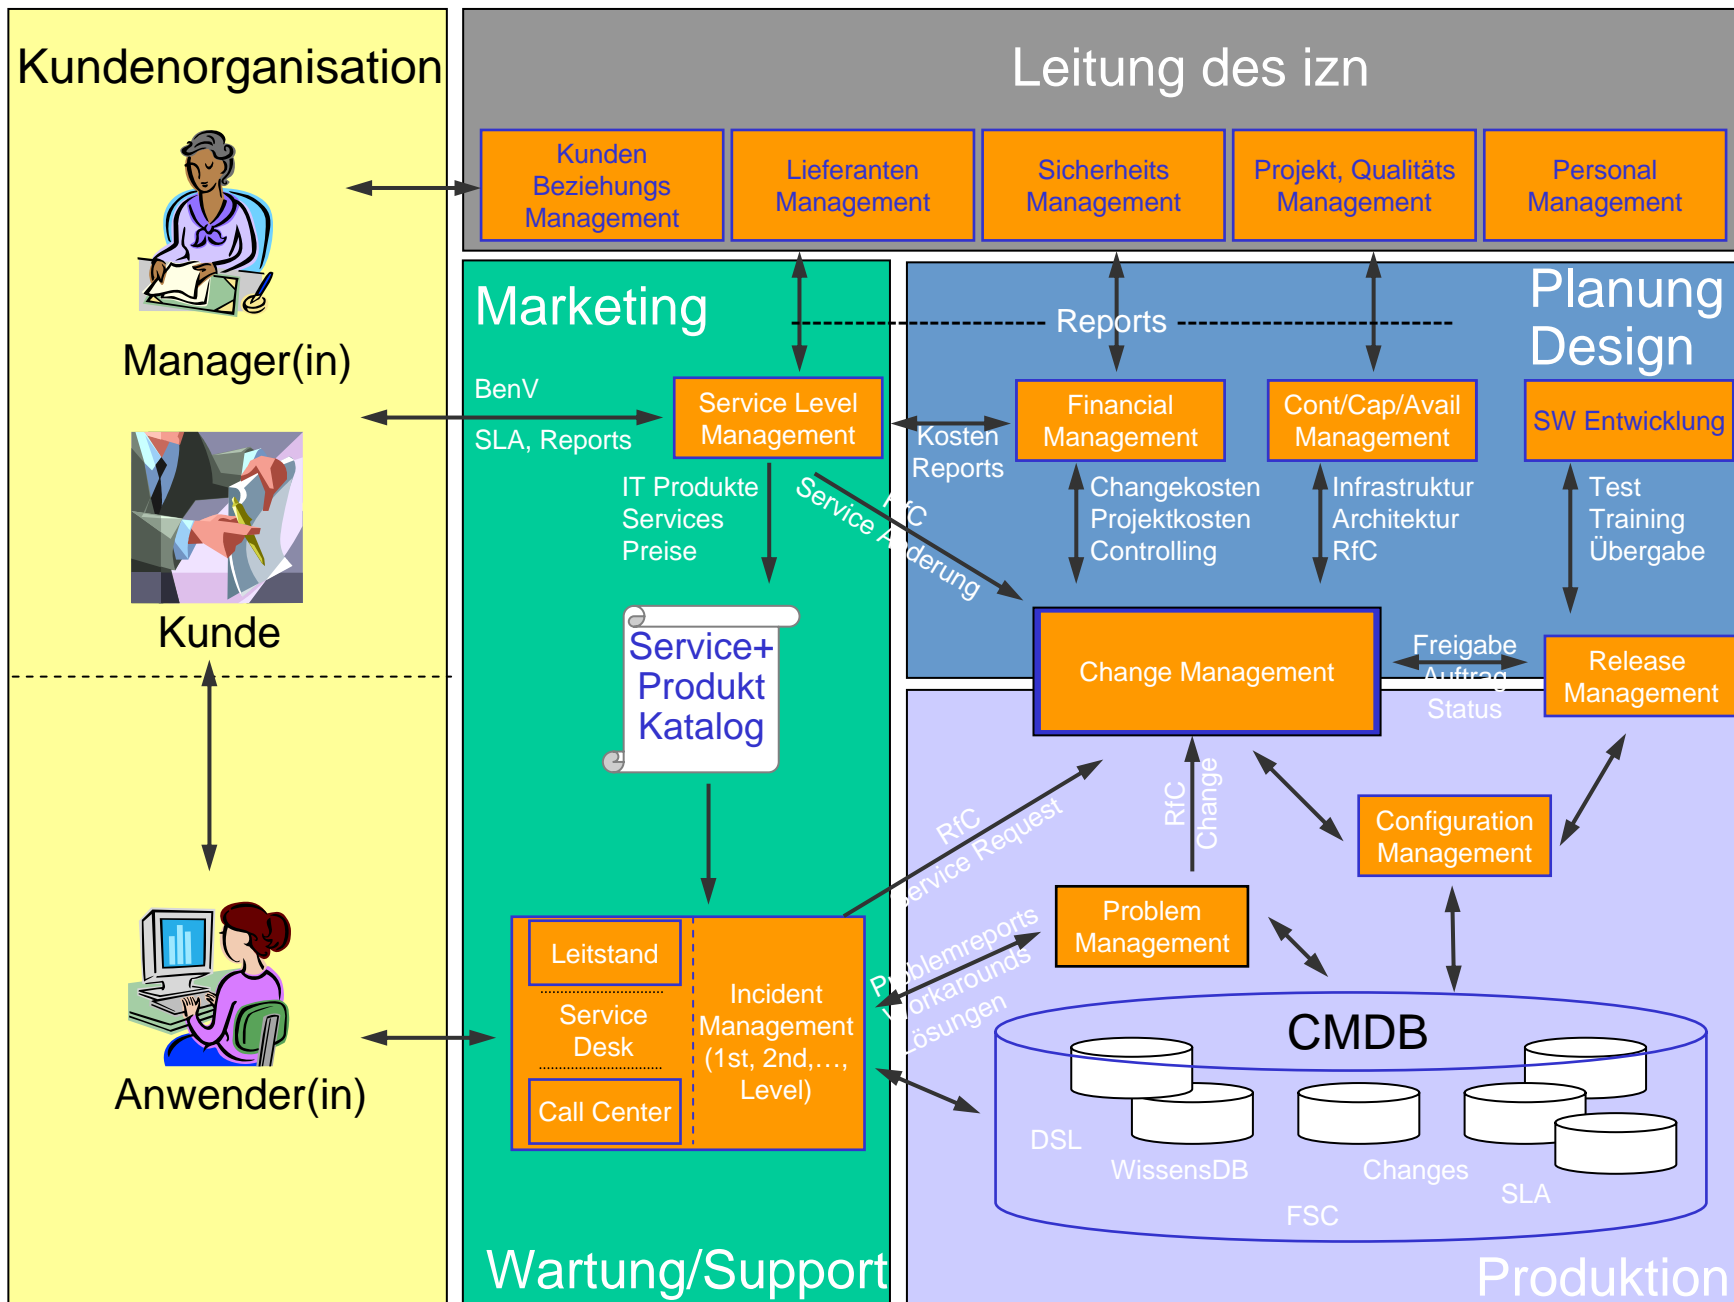 Kundenorganisation
Manager(in)
Kunde
Anwender(in)
Leitung des izn
Kunden
Beziehungs
Management
Lieferanten
Management
Sicherheits
Management
Projekt, Qualitäts
Management
Personal
Management
Marketing
Reports
Planung
Design
BenV
SLA, Reports
Service Level
Management
Kosten
Reports
Financial
Management
Cont/Cap/Avail
Management
SW Entwicklung
IT Produkte
Services
Preise
RfC
Service Änderung
Changekosten
Projektkosten
Controlling
Infrastruktur
Architektur
RfC
Test
Training
Übergabe
Service+
Produkt
Katalog
Change Management
Freigabe
Auftrag
Status
Release
Management
RfC
Service Request
RfC
Change
Configuration
Management
Problem
Management
Problemreports
Workarounds
Lösungen
Leitstand
Service
Desk
Call Center
Incident
Management
(1st, 2nd,…,
Level)
CMDB
DSL
WissensDB
Changes
SLA
FSC
Wartung/Support
Produktion